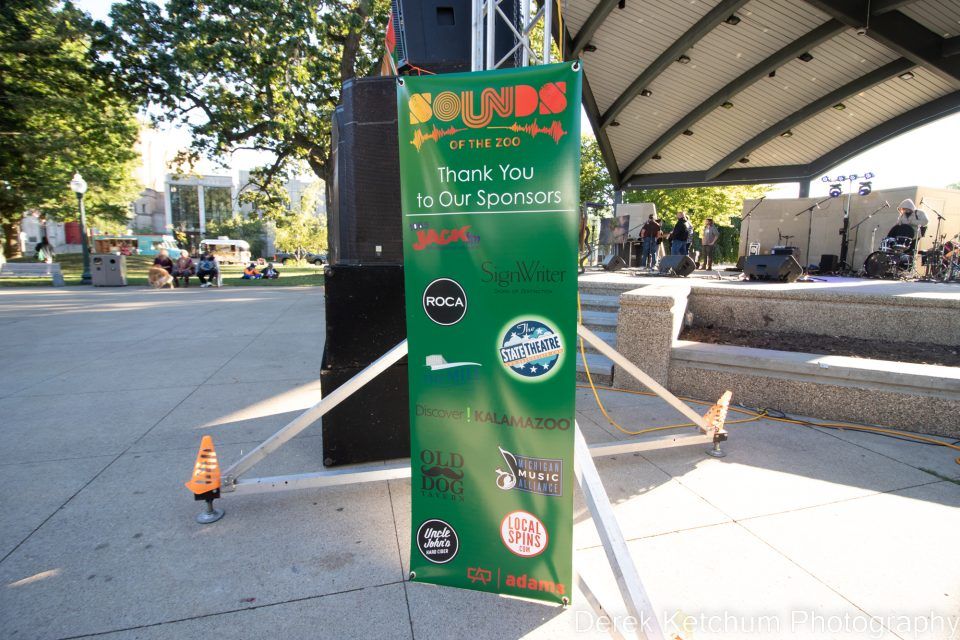 SOUNDS
OF THE ZOO
Thank You
to Our Sponsors
JACK
SignWriter
ROCA
The
STATE THEATRE
Discover! KALAMAZOO
OLD
DOG
TAVERN
MICHIGAN
MUSIC
ALLIANCE
Uncle
John's
HARD CIDER
LOCAL
SPINS
.COM
adams
Derek Ketchum Photography